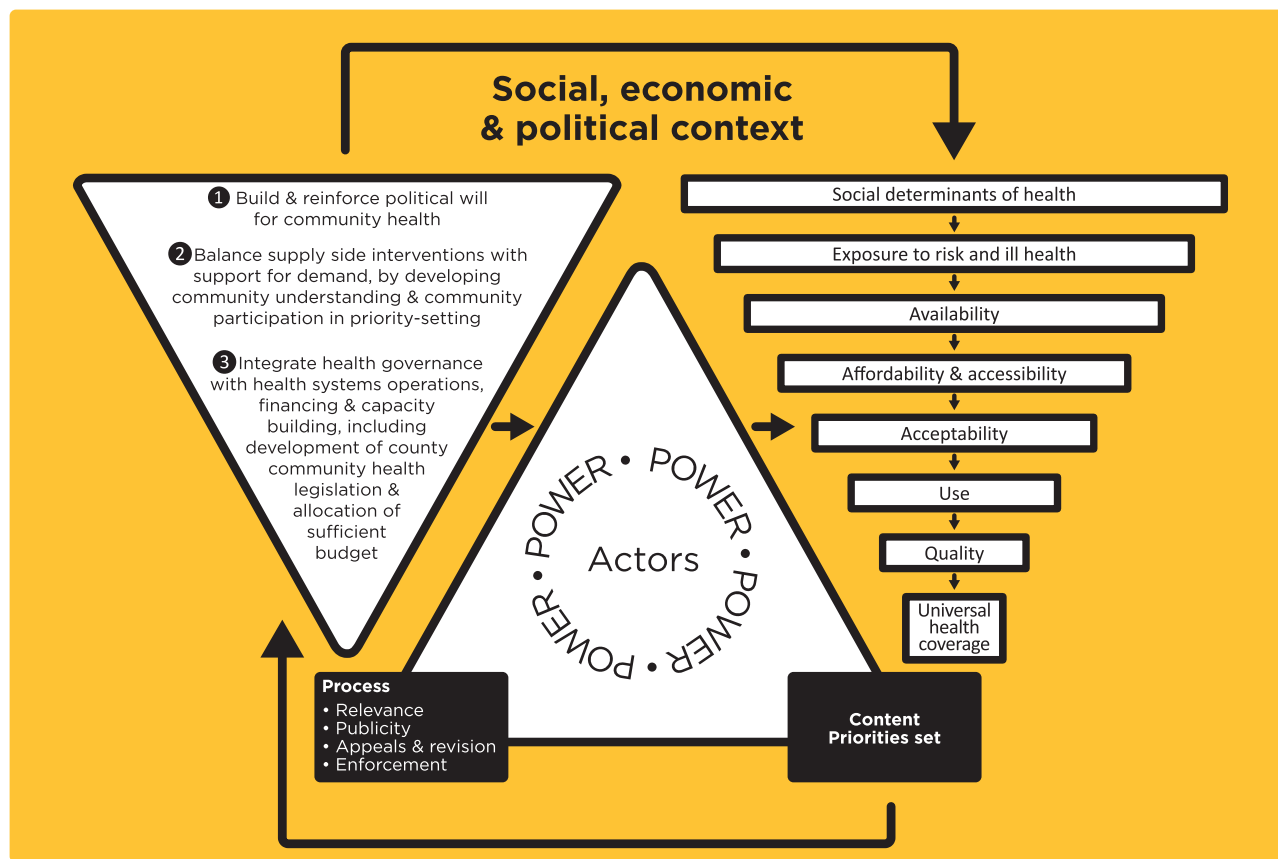 Social, economic
& political context
1 Build & reinforce political will
for community health
2 Balance supply side interventions with
support for demand, by developing
community understanding & community
participation in priority-setting
3 Integrate health governance
with health systems operations,
financing & capacity
building, including
development of county
community health
legislation &
allocation of
sufficient
budget
POWER • POWER • POWER • POWER • POWER •
Actors
Process
• Relevance
• Publicity
• Appeals & revision
• Enforcement
Content
Priorities set
Social determinants of health
Exposure to risk and ill health
Availability
Affordability & accessibility
Acceptability
Use
Quality
Universal
health
coverage